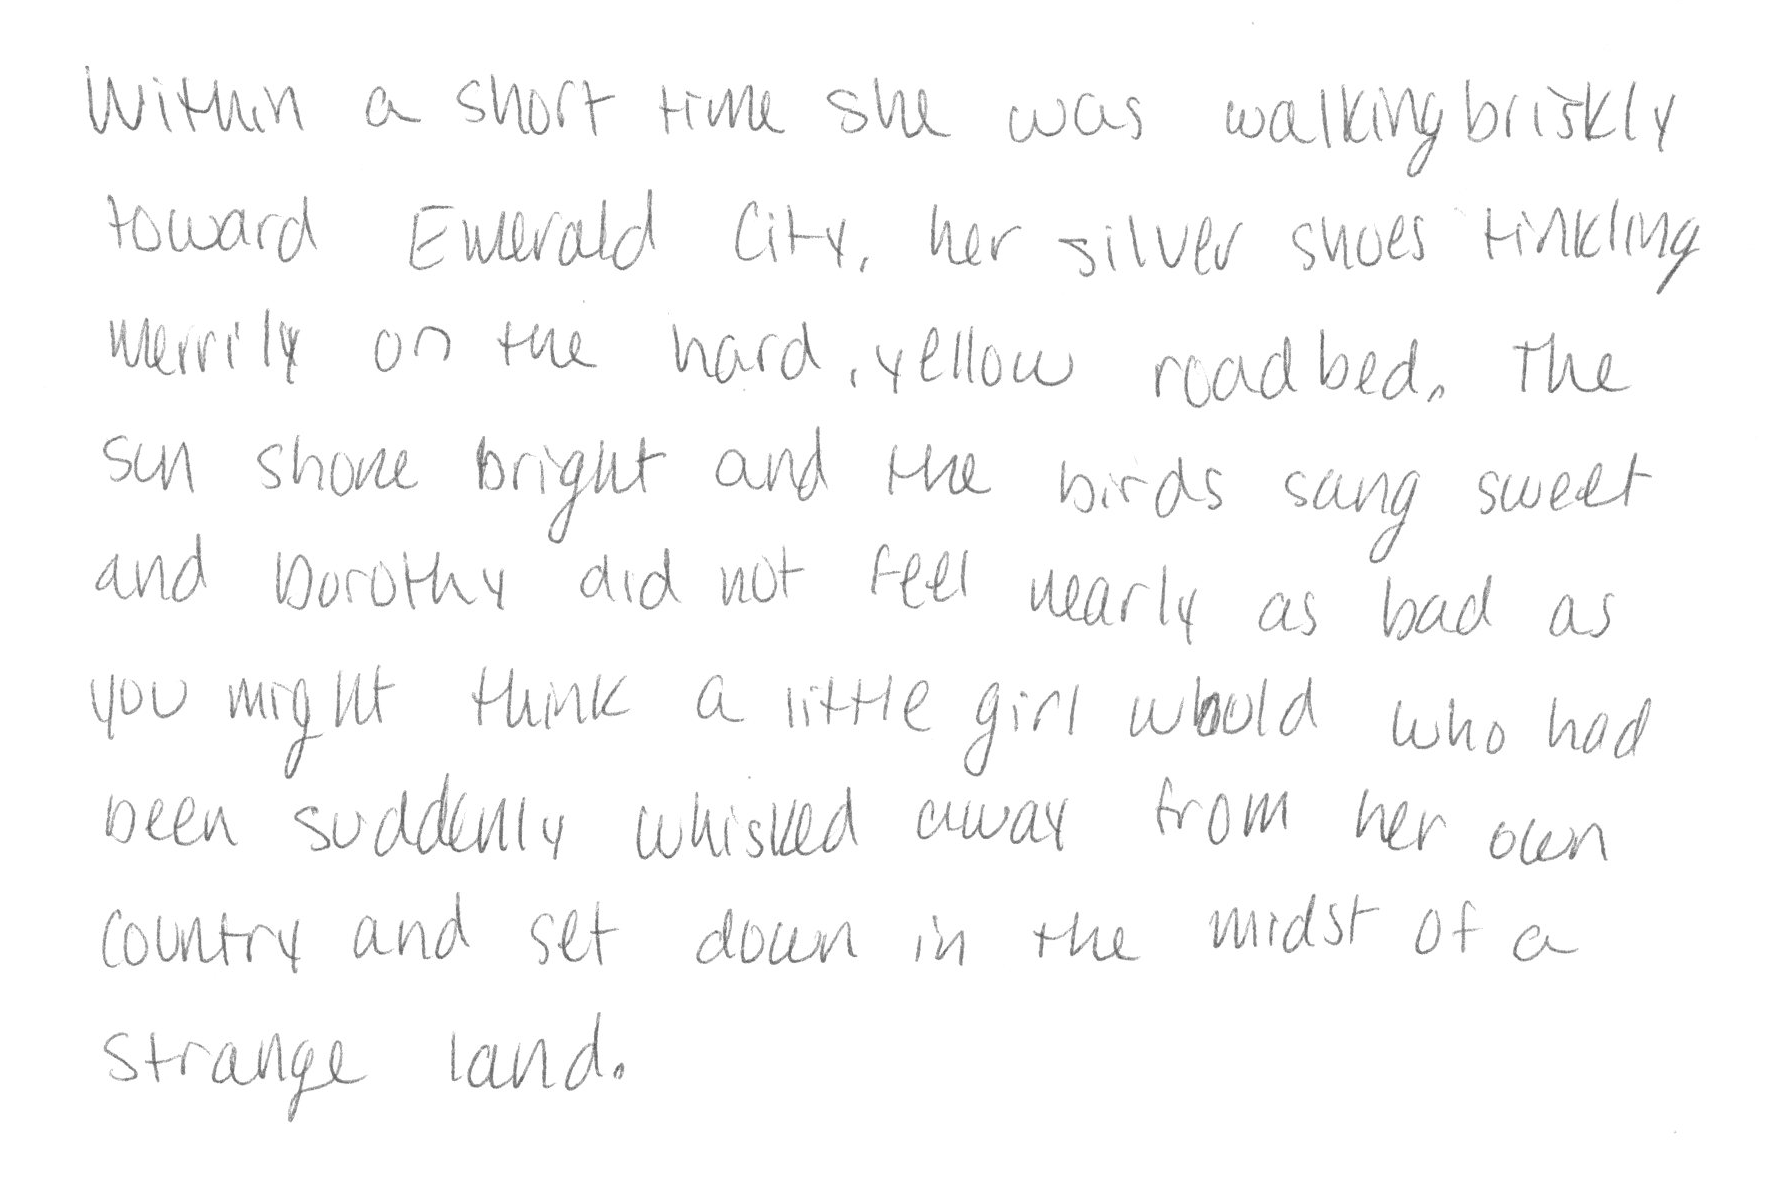 Within a short time she was walking briskly
toward Emerald City, her silver shoes tinkling
merrily on the hard, yellow roadbed. The
sun shone bright and the birds sang sweet
and Dorothy did not feel nearly as bad as
you might think a little girl would who had
been suddenly whisked away from her own
country and set down in the midst of a
strange land.